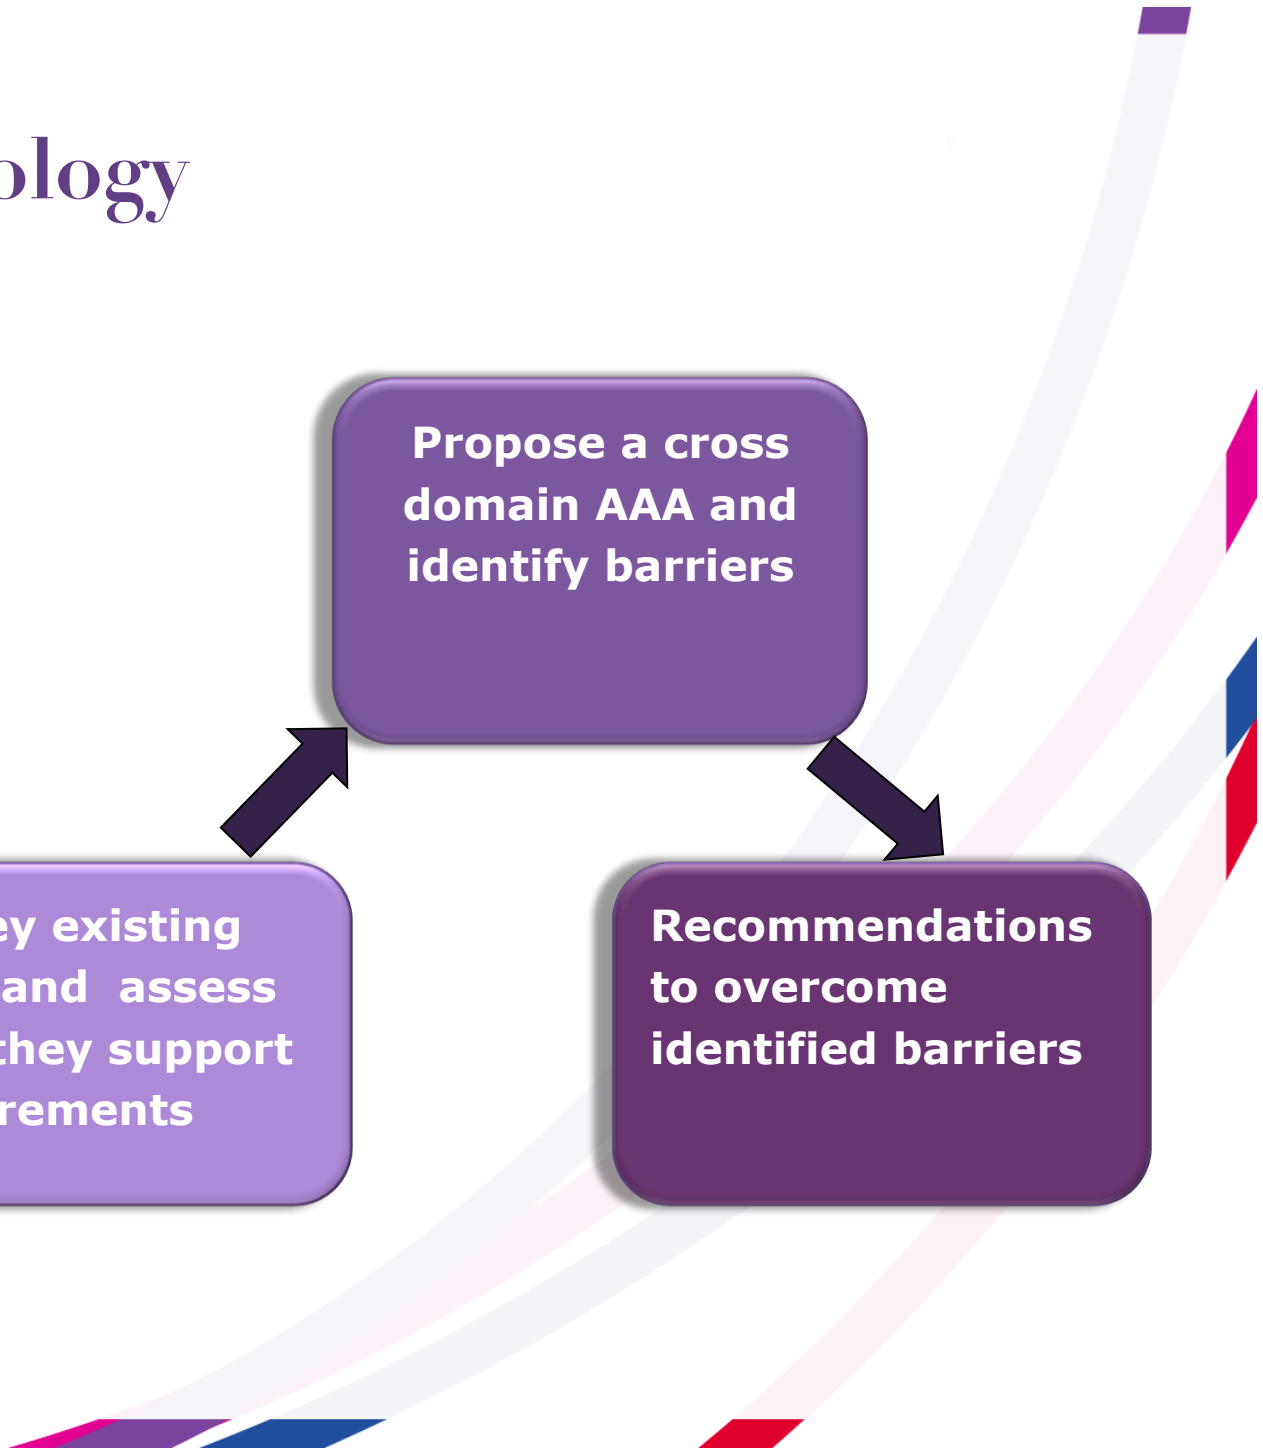 ology
Propose a cross
domain AAA and
identify barriers
ey existing
and assess
they support
rements
Recommendations
to overcome
identified barriers